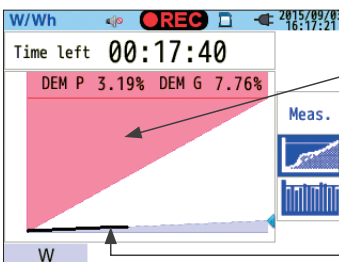 W/Wh REC 2015/09/03
16:17:21
Time left 00:17:40
DEM P 3.19% DEM G 7.76%
Meas.
W